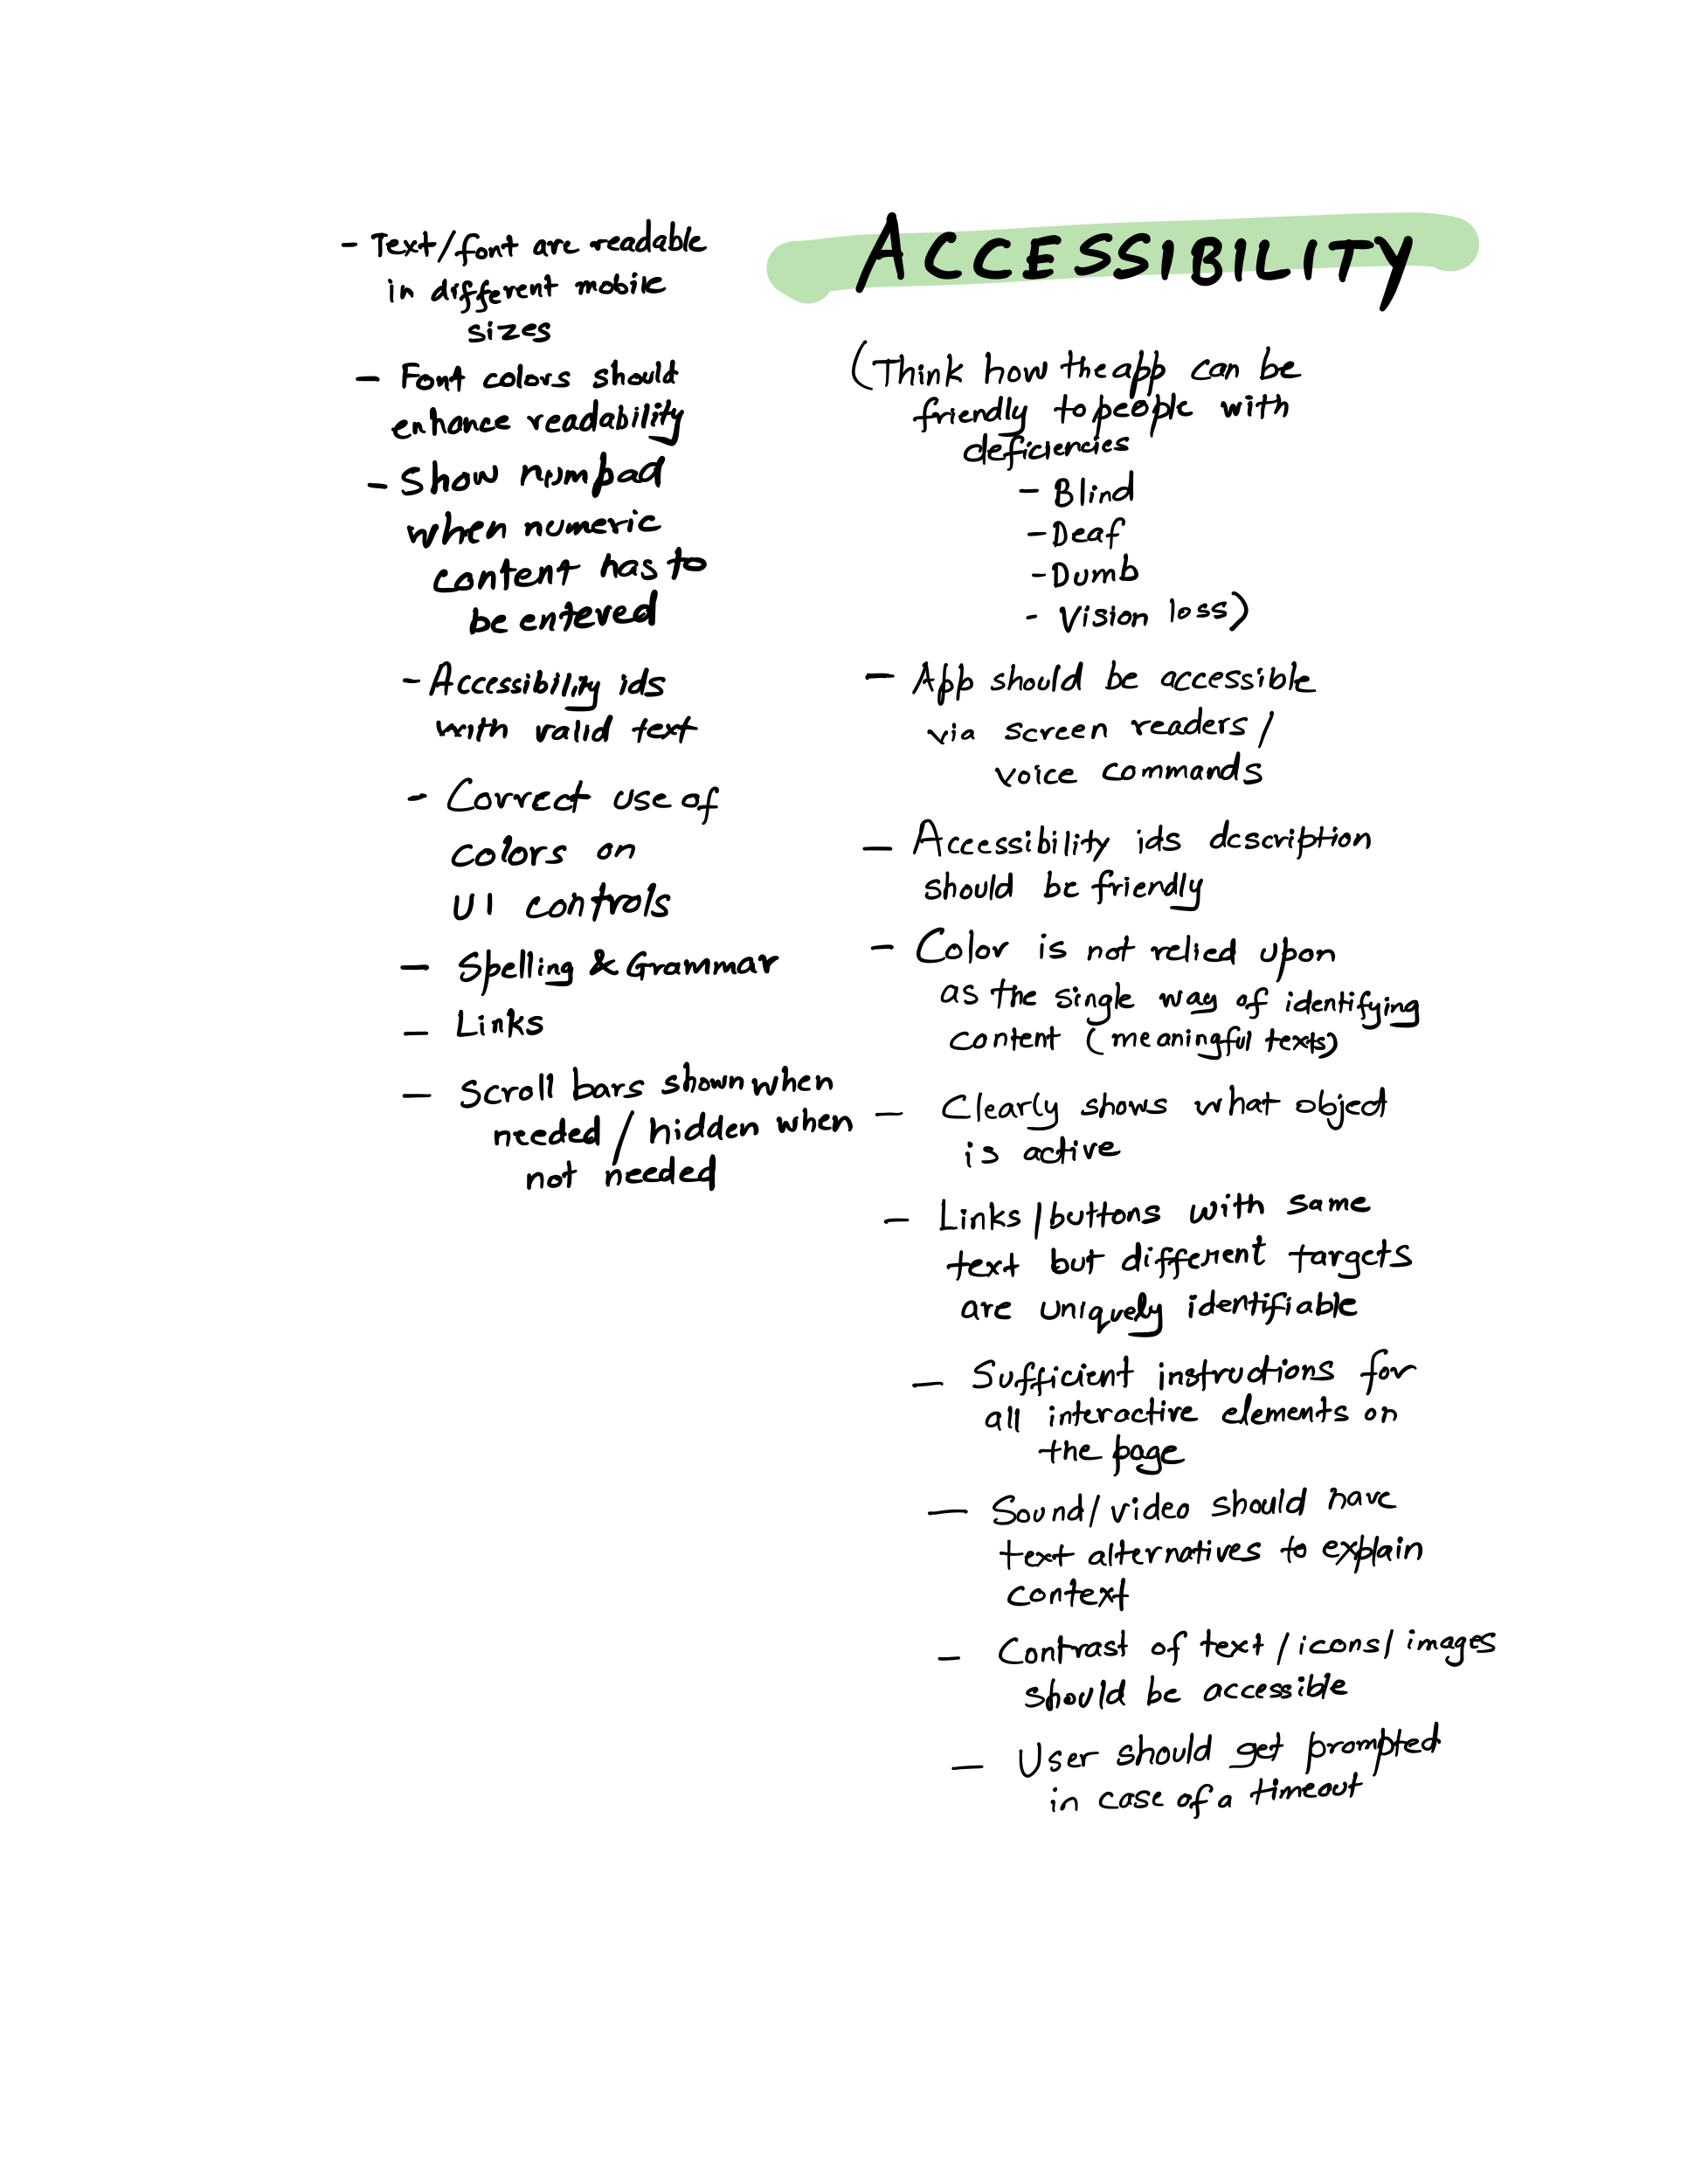 - Text/font are readable
in different mobile
sizes
- Font colors should
enhance readability
- Show numpad
when numeric
content has to
be entered
- Accessibility ids
with valid text
- Correct use of
colors on
UI controls
- Spelling & Grammar
- Links
- Scroll bars shown when
needed / hidden when
not needed
ACCESSIBILITY
(Think how the app can be
friendly to people with
deficiencies
- Blind
- Deaf
- Dumb
- Vision loss)
- App should be accessible
via screen readers /
voice commands
- Accessibility ids description
should be friendly
- Color is not relied upon
as the single way of identifying
content (meaningful texts)
- Clearly shows what object
is active
- Links / buttons with same
text but different targets
are uniquely identifiable
- Sufficient instructions for
all interactive elements on
the page
- Sound / video should have
text alternatives to explain
context
- Contrast of text / icons / images
should be accessible
- User should get prompted
in case of a timeout